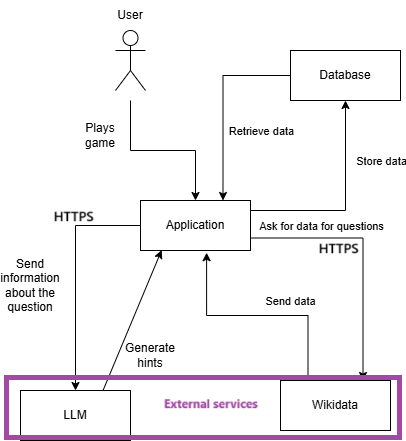 User
Database
Plays
game
Retrieve data
Store data
HTTPS
Application
Ask for data for questions
HTTPS
Send
information
about the
question
Send data
Generate
hints
External services
LLM
Wikidata